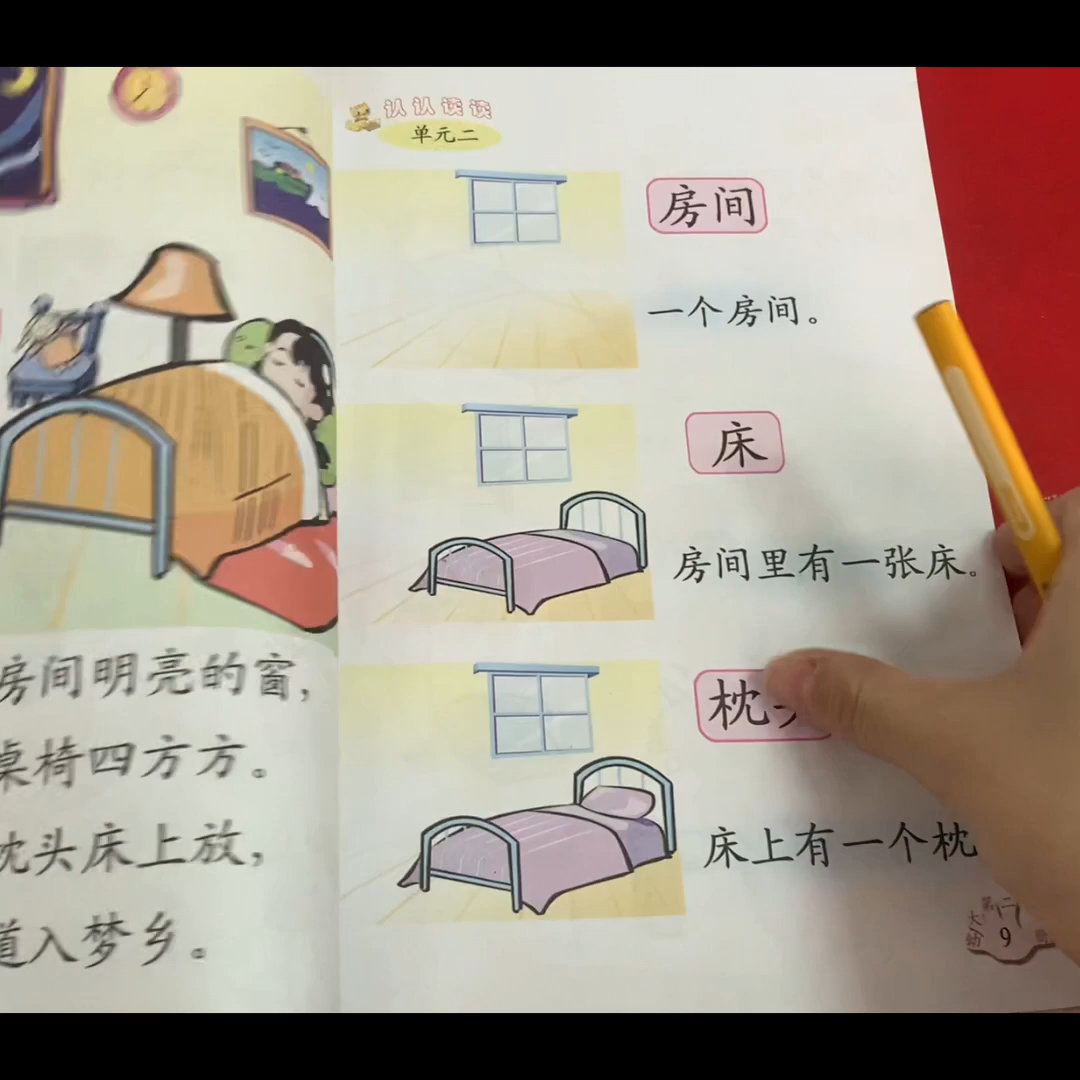 房间明亮的窗,
桌椅四方方。
枕头床上放,
道入梦乡。
认认读读
单元二
房间
一个房间。
床
房间里有一张床。
枕
床上有一个枕
9